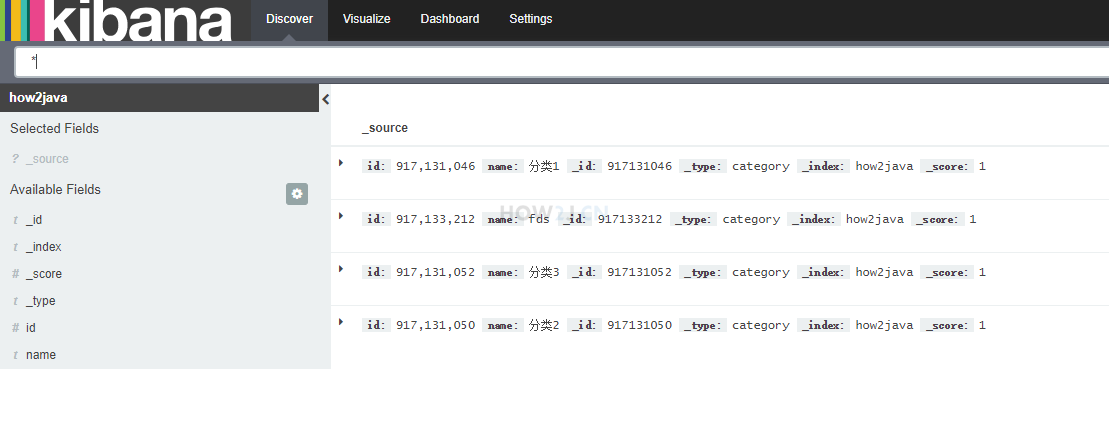 kibana Discover Visualize Dashboard Settings
*
how2java
Selected Fields
? _source
Available Fields
t _id
t _index
# _score
t _type
# id
t name
_source
id: 917,131,046 name: 分类1 _id: 917131046 _type: category _index: how2java _score: 1
id: 917,133,212 name: fds _id: 917133212 _type: category _index: how2java _score: 1
HOW2J.CN
id: 917,131,052 name: 分类3 _id: 917131052 _type: category _index: how2java _score: 1
id: 917,131,050 name: 分类2 _id: 917131050 _type: category _index: how2java _score: 1